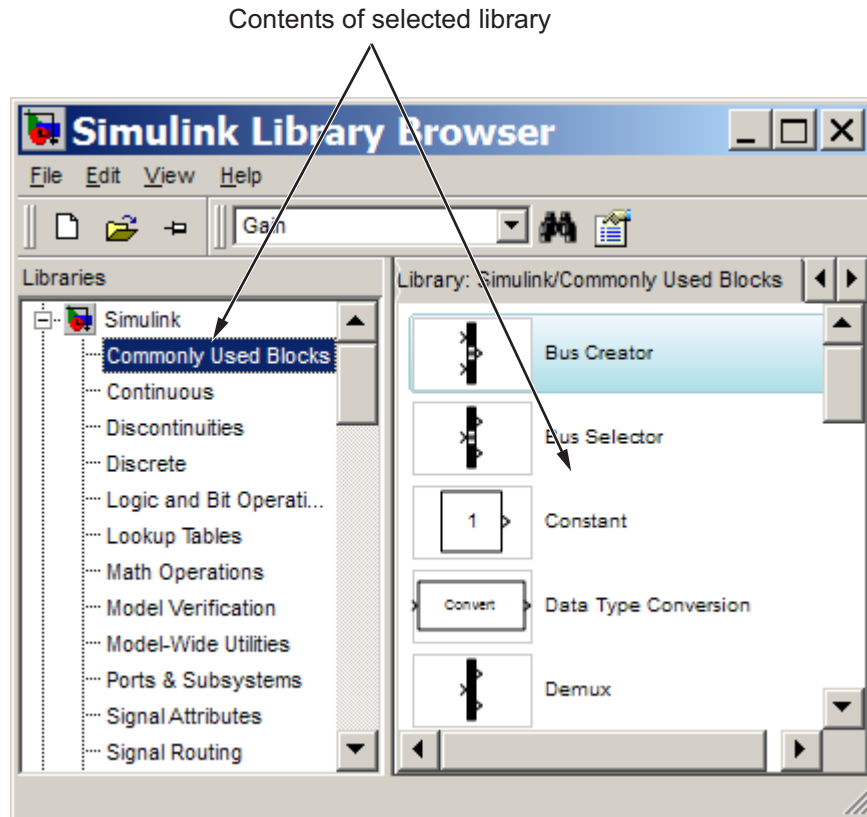 Contents of selected library
Simulink Library Browser
File Edit View Help
Gain
Libraries
Simulink
Commonly Used Blocks
Continuous
Discontinuities
Discrete
Logic and Bit Operati...
Lookup Tables
Math Operations
Model Verification
Model-Wide Utilities
Ports & Subsystems
Signal Attributes
Signal Routing
Library: Simulink/Commonly Used Blocks
Bus Creator
Bus Selector
1
Constant
Convert
Data Type Conversion
Demux